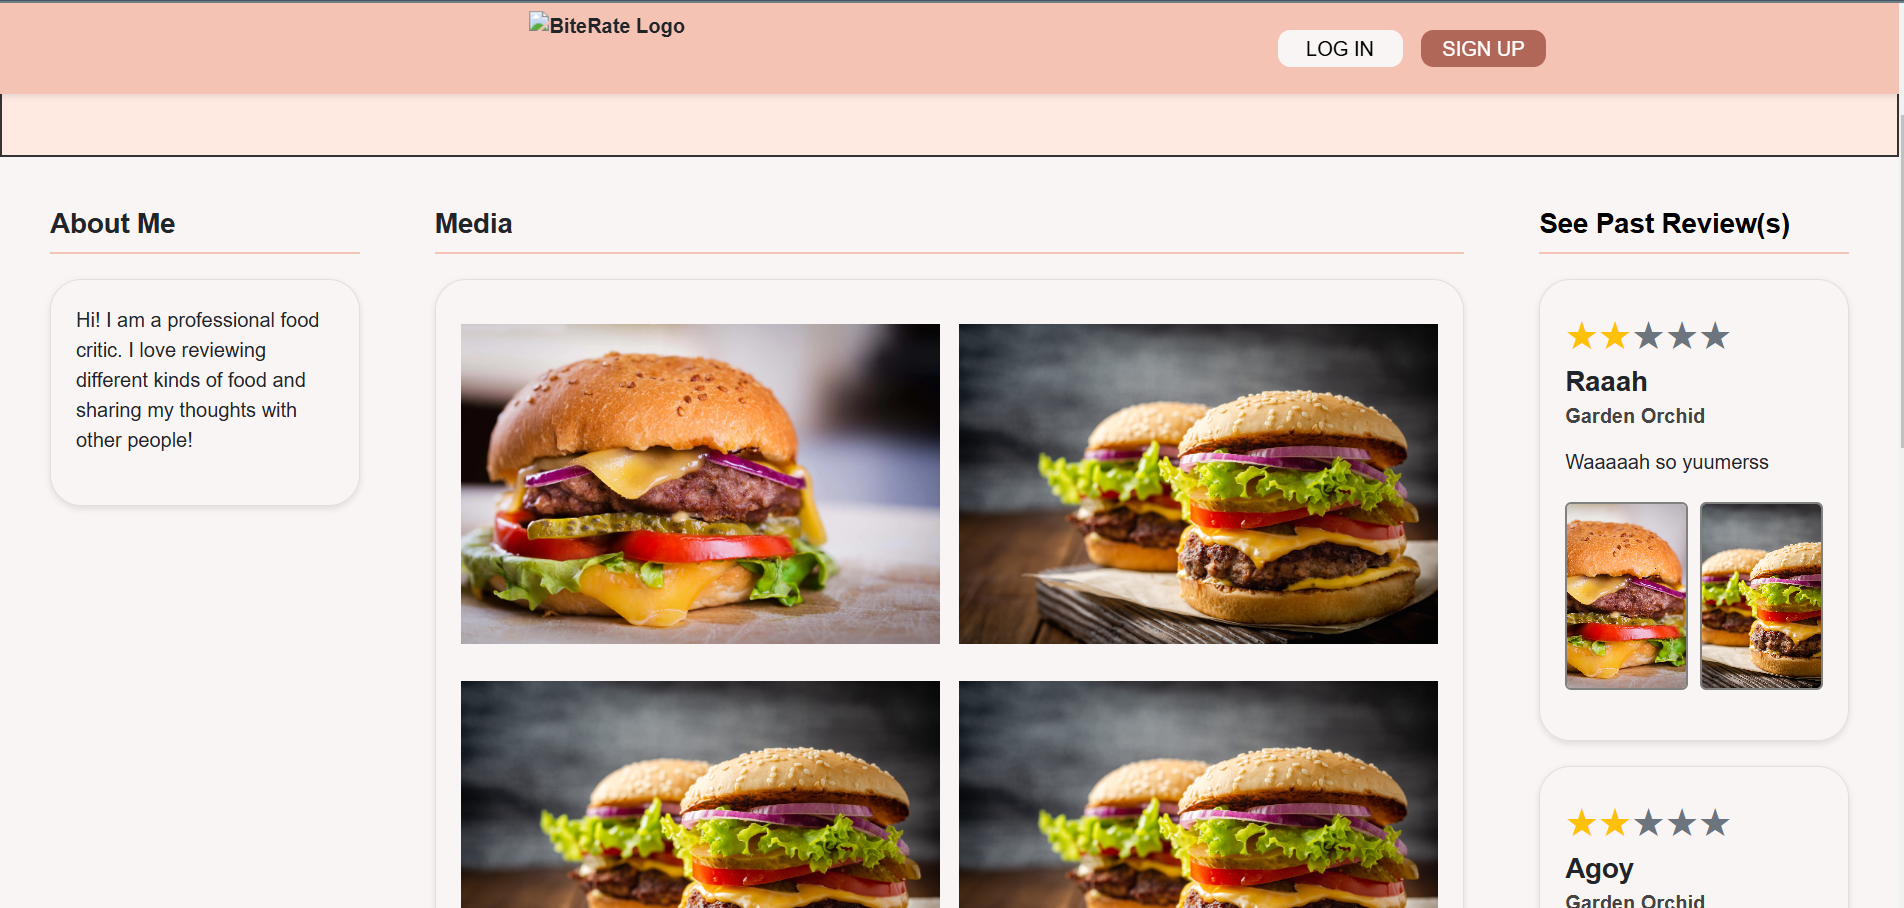 BiteRate Logo
LOG IN
SIGN UP
About Me
Hi! I am a professional food
critic. I love reviewing
different kinds of food and
sharing my thoughts with
other people!
Media
See Past Review(s)
Raaah
Garden Orchid
Waaaaah so yuumerss
Agoy
Garden Orchid